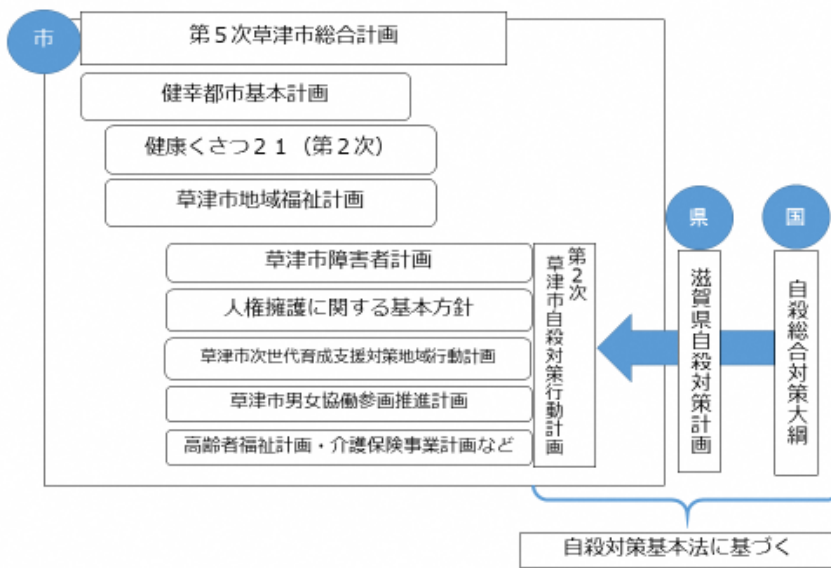 市
第5次草津市総合計画
健幸都市基本計画
健康くさつ21（第2次）
草津市地域福祉計画
草津市障害者計画
人権擁護に関する基本方針
草津市次世代育成支援対策地域行動計画
草津市男女協働参画推進計画
高齢者福祉計画・介護保険事業計画など
第2次
草津市自殺対策行動計画
県
滋賀県自殺対策計画
国
自殺総合対策大綱
自殺対策基本法に基づく